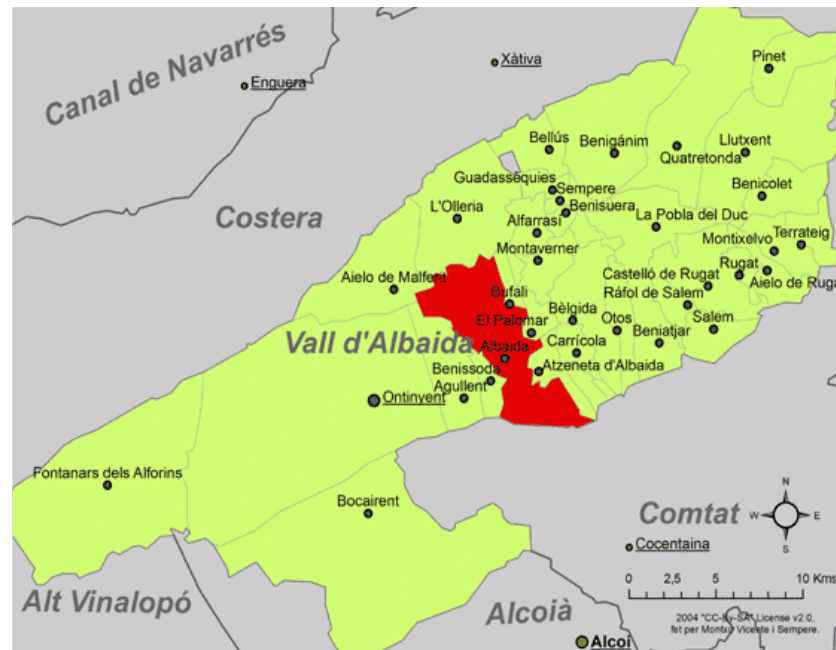 Canal de Navarrés
Xàtiva
Enguera
Pinet
Bellús
Benigánim
Llutxent
Quatretonda
Guadasséquies
Sempere
Benicolet
L'Olleria
Benisuera
Costera
La Pobla del Duc
Alfarrasí
Terrateig
Montixelvo
Montaverner
Rugat
Castelló de Rugat
Aielo de Malferit
Aielo de Rugat
Bufali
Ráfol de Salem
Bèlgida
El Palomar
Otos
Salem
Vall d'Albaida
Beniatjar
Albaida
Carrícola
Benissoda
Atzeneta d'Albaida
Agullent
Ontinyent
Fontanars dels Alforins
Bocairent
N
W
E
S
Comtat
Cocentaina
0 2,5 5 10 Kms
Alt Vinalopó
Alcoià
2004 "CC-By-SA" License v2.0,
fet per Montxo Vicente i Sempere.
Alcoi